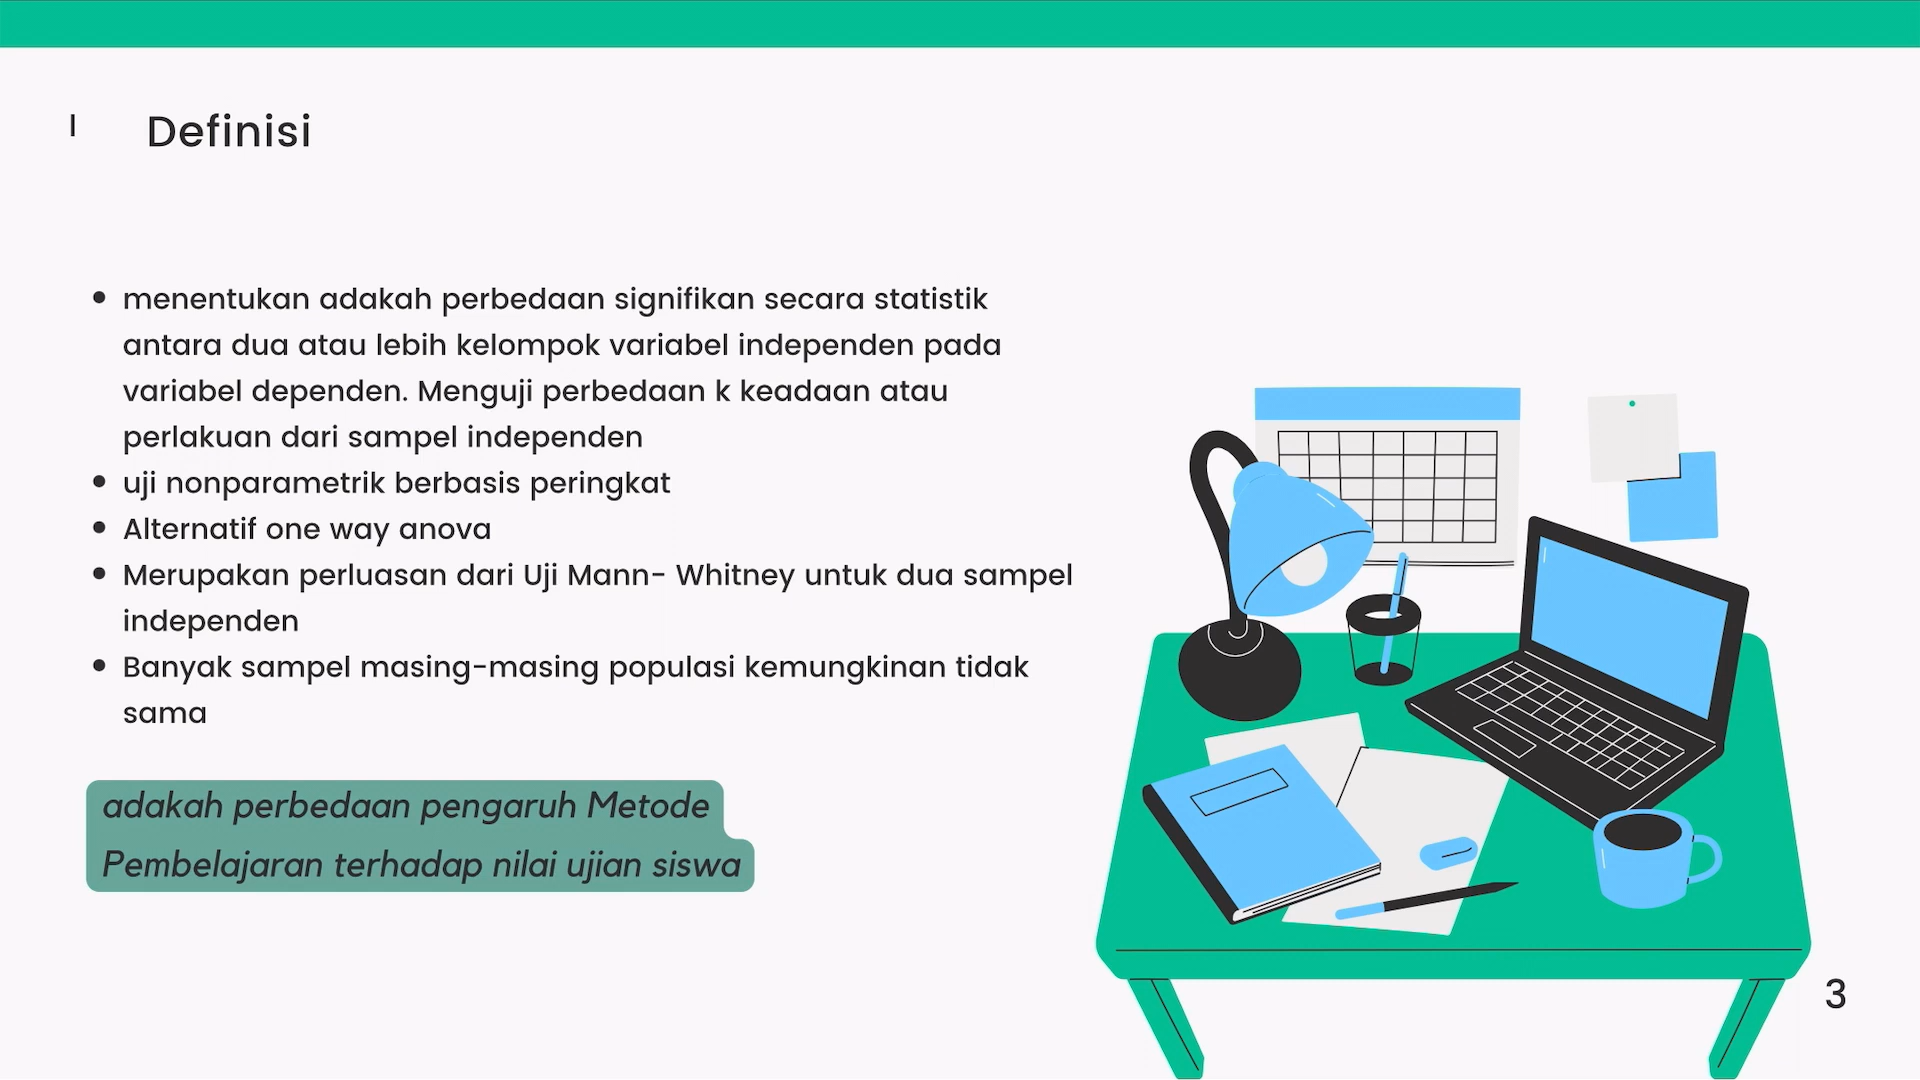 I
Definisi
• menentukan adakah perbedaan signifikan secara statistik
antara dua atau lebih kelompok variabel independen pada
variabel dependen. Menguji perbedaan k keadaan atau
perlakuan dari sampel independen
• uji nonparametrik berbasis peringkat
• Alternatif one way anova
• Merupakan perluasan dari Uji Mann- Whitney untuk dua sampel
independen
• Banyak sampel masing-masing populasi kemungkinan tidak
sama
adakah perbedaan pengaruh Metode
Pembelajaran terhadap nilai ujian siswa
3